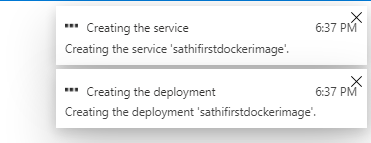 Creating the service 6:37 PM
Creating the service 'sathifirstdockerimage'.
Creating the deployment 6:37 PM
Creating the deployment 'sathifirstdockerimage'.